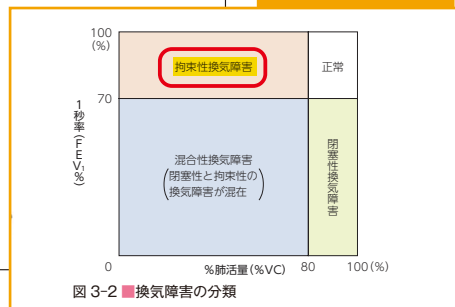 100
(%)
拘束性換気障害
正常
70
1秒率(FEV₁%)
混合性換気障害
(閉塞性と拘束性の
換気障害が混在)
閉塞性換気障害
0
%肺活量(%VC)
80
100(%)
図 3-2 ■換気障害の分類